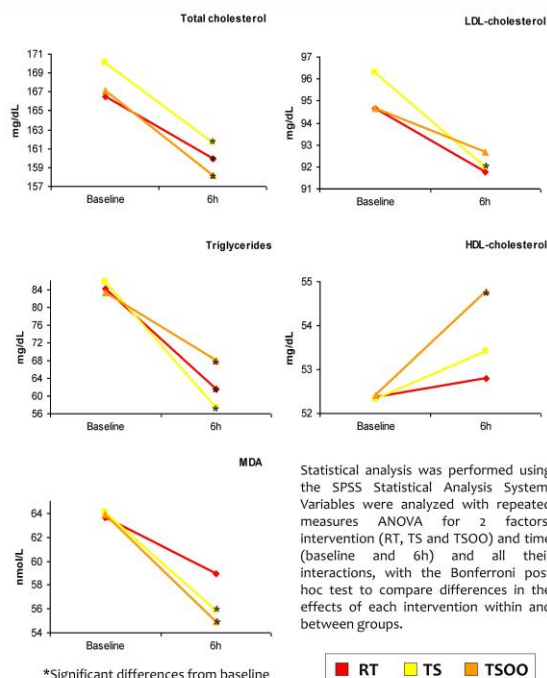 Total cholesterol
171
169
167
165
163
161
159
157
mg/dL
Baseline
6h
*
*
*
LDL-cholesterol
97
96
95
94
93
92
91
mg/dL
Baseline
6h
*
Triglycerides
84
80
76
72
68
64
60
56
mg/dL
Baseline
6h
*
*
*
HDL-cholesterol
55
54
53
52
mg/dL
Baseline
6h
*
MDA
64
62
60
58
56
54
nmol/L
Baseline
6h
*
*
*Significant differences from baseline
Statistical analysis was performed using
the SPSS Statistical Analysis System
Variables were analyzed with repeated
measures ANOVA for 2 factors
intervention (RT, TS and TSOO) and time
(baseline and 6h) and all thei
interactions, with the Bonferroni pos
hoc test to compare differences in the
effects of each intervention within and
between groups.
RT TS TSOO